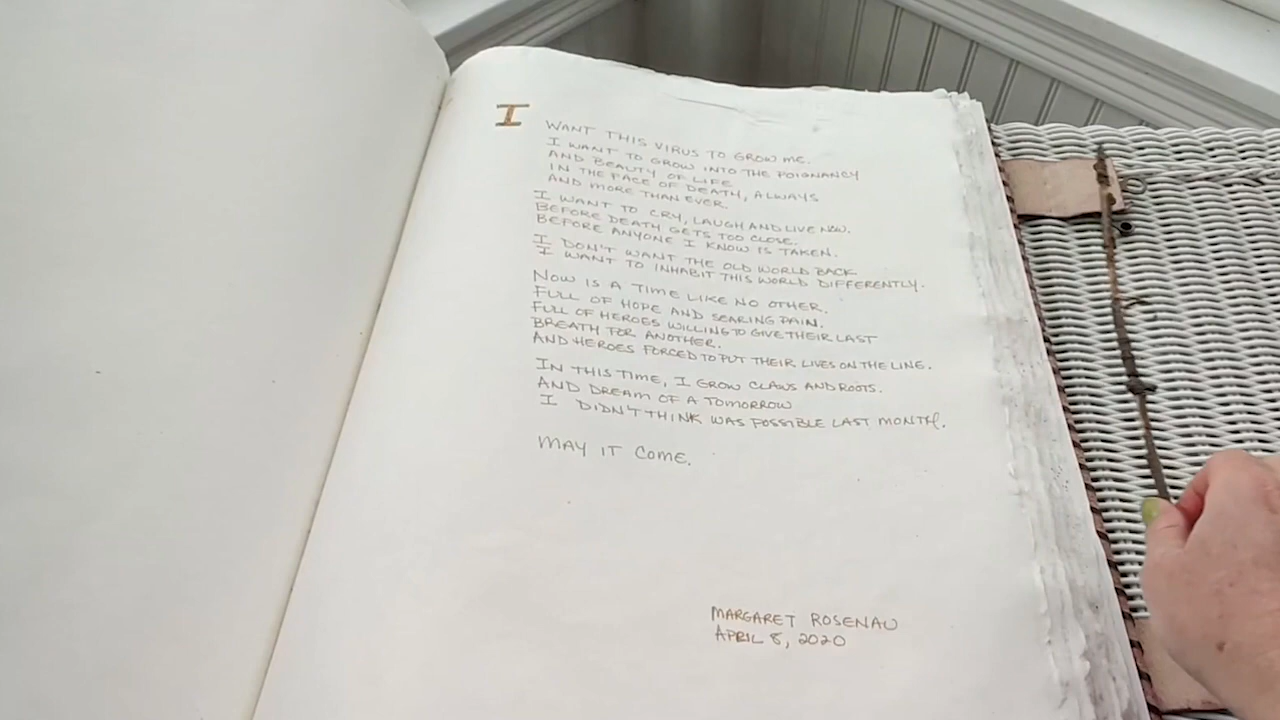 I WANT THIS VIRUS TO GROW ME.
I WANT TO GROW INTO THE POIGNANCY
AND BEAUTY OF LIFE
IN THE FACE OF DEATH, ALWAYS
AND MORE THAN EVER
I WANT TO CRY, LAUGH AND LIVE NOW.
BEFORE DEATH GETS TOO CLOSE.
BEFORE ANYONE I KNOW IS TAKEN.
I DON'T WANT THE OLD WORLD BACK
I WANT TO INHABIT THIS WORLD DIFFERENTLY.
NOW IS A TIME LIKE NO OTHER.
FULL OF HOPE AND SEARING PAIN.
FULL OF HEROES WILLING TO GIVE THEIR LAST
BREATH FOR ANOTHER.
AND HEROES FORCED TO PUT THEIR LIVES ON THE LINE.
IN THIS TIME, I GROW CLAWS AND ROOTS.
AND DREAM OF A TOMORROW
I DIDN'T THINK WAS POSSIBLE LAST MONTH.
MAY IT COME.
MARGARET ROSENAU
APRIL 8, 2020